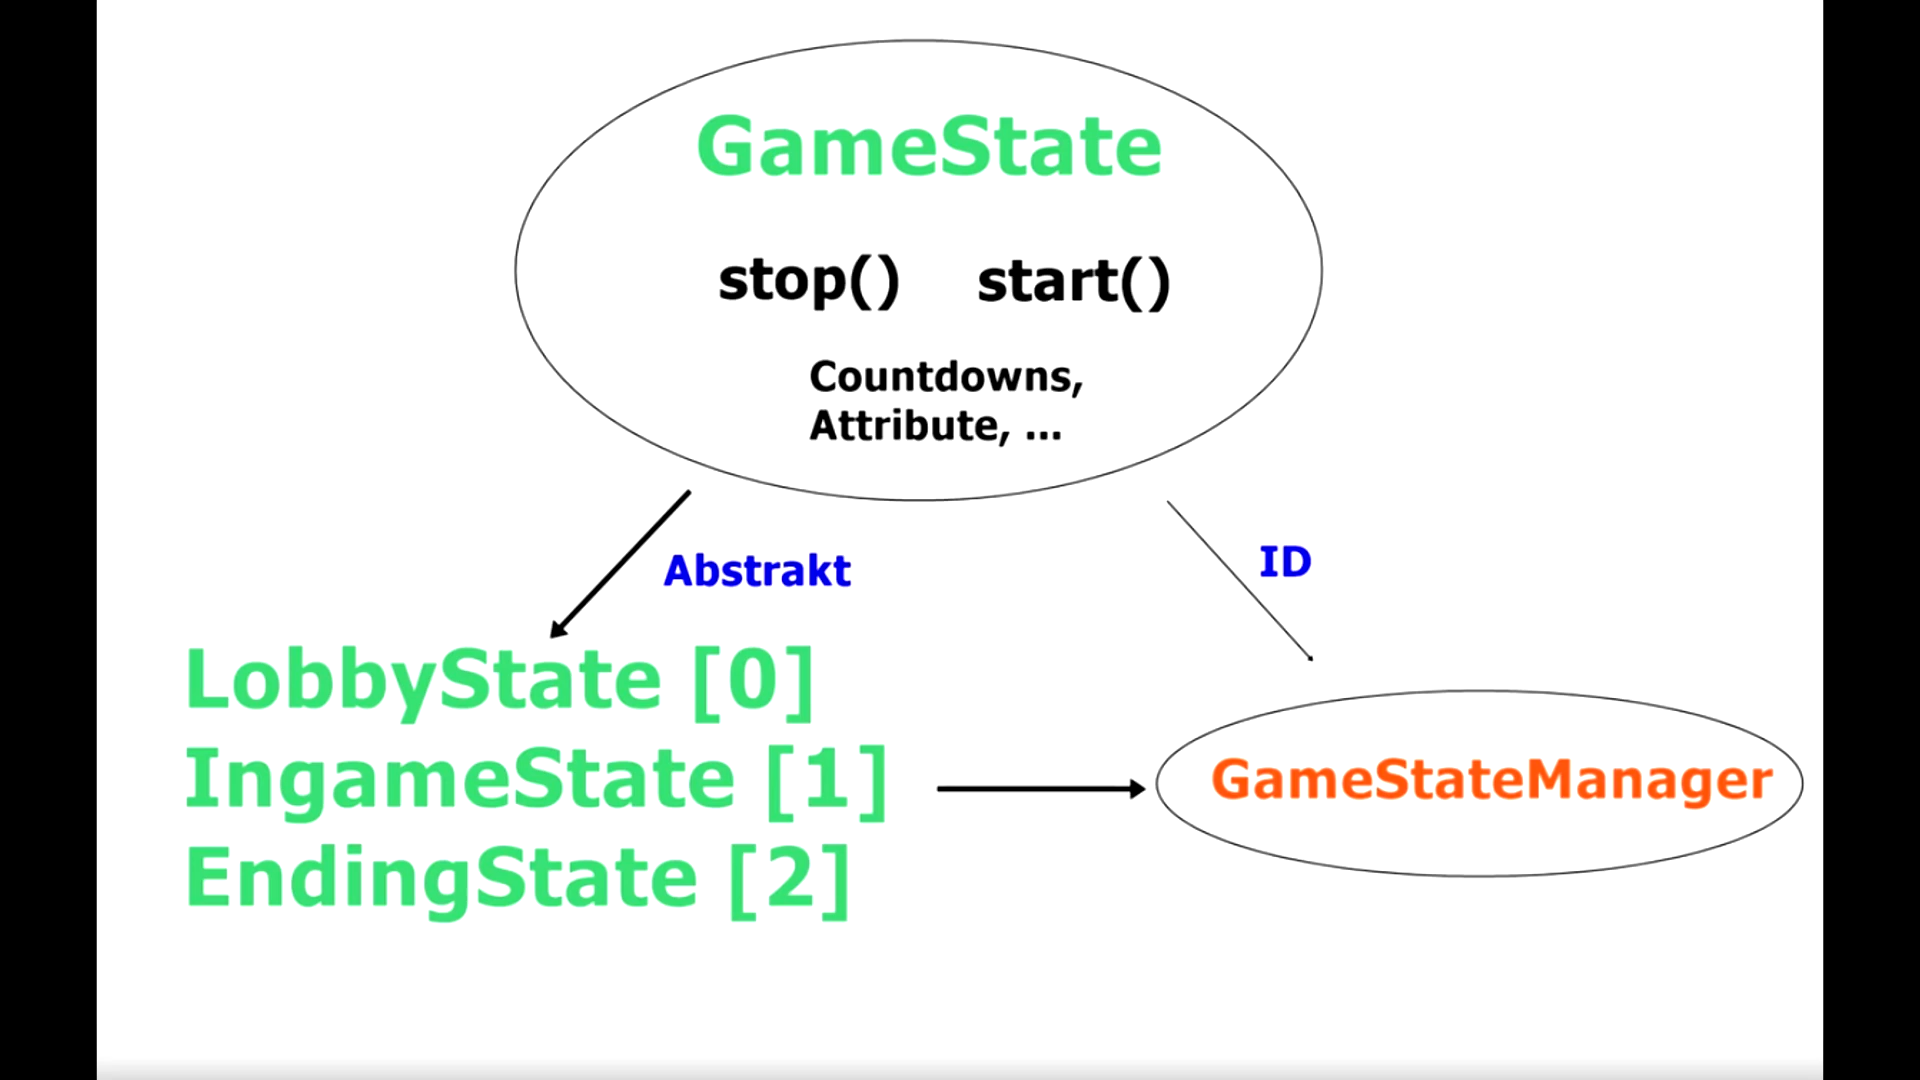 GameState
stop() start()
Countdowns,
Attribute, ...
Abstrakt
ID
LobbyState [0]
IngameState [1]
EndingState [2]
GameStateManager